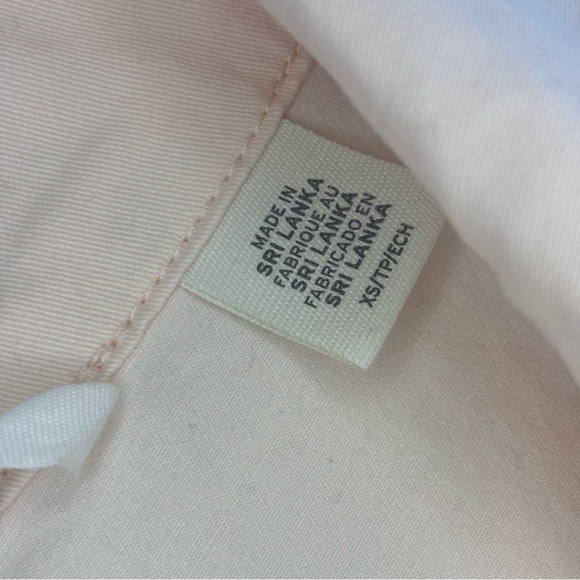 MADE IN
SRI LANKA
FABRIQUE AU
SRI LANKA
FABRICADO EN
SRI LANKA
XS/TP/ECH